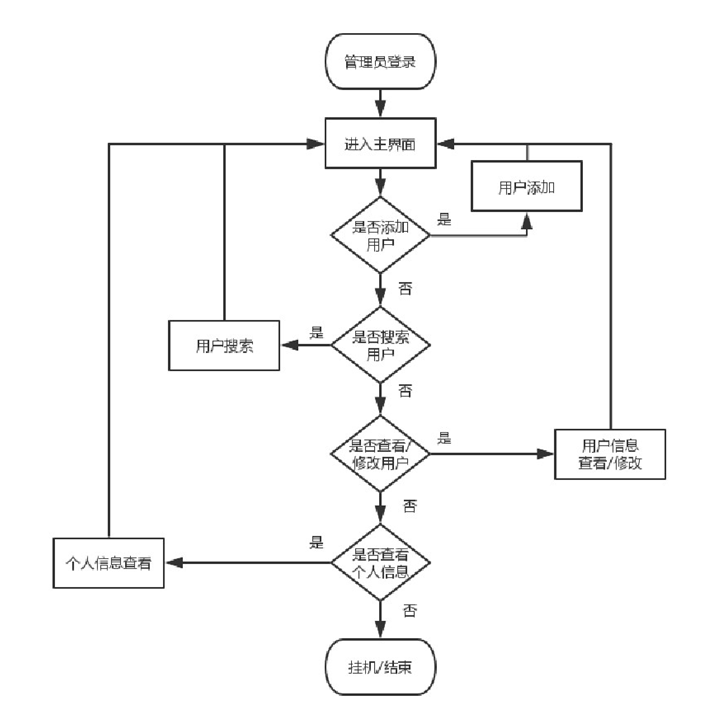 管理员登录
进入主界面
用户添加
是否添加
用户
是
否
是否搜索
用户
是
用户搜索
否
是否查看/
修改用户
是
用户信息
查看/修改
否
是否查看
个人信息
是
个人信息查看
否
挂机/结束